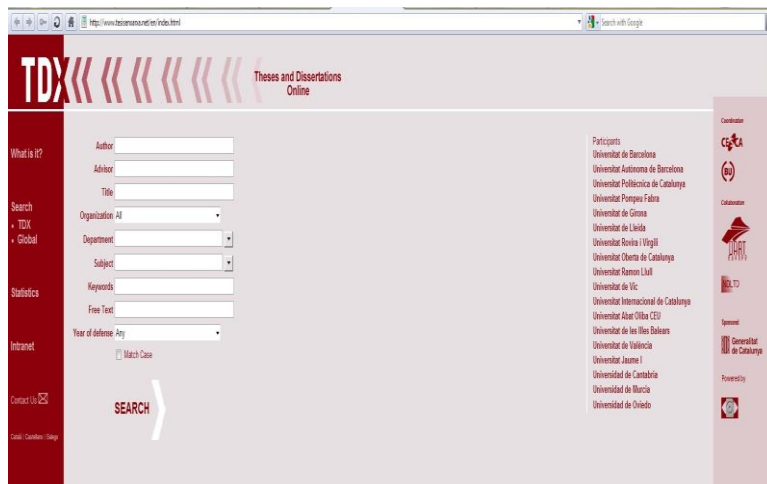 http://www.tesisenxarxa.net/en/index.html
Search with Google
TDX
Theses and Dissertations
Online
What is it?
Search
TDX
Global
Statistics
Intranet
Contact Us
Català | Castellano | Galego
Author
Advisor
Title
Organization All
Department
Subject
Keywords
Free Text
Year of defense Any
Match Case
SEARCH
Participants
Universitat de Barcelona
Universitat Autònoma de Barcelona
Universitat Politècnica de Catalunya
Universitat Pompeu Fabra
Universitat de Girona
Universitat de Lleida
Universitat Rovira i Virgili
Universitat Oberta de Catalunya
Universitat Ramon Llull
Universitat de Vic
Universitat Internacional de Catalunya
Universitat Abat Oliba CEU
Universitat de les Illes Balears
Universitat de València
Universitat Jaume I
Universidad de Cantabria
Universidad de Murcia
Universidad de Oviedo
Coordination
CESCA
Collaboration
NDLTD
Generalitat
de Catalunya
Powered by